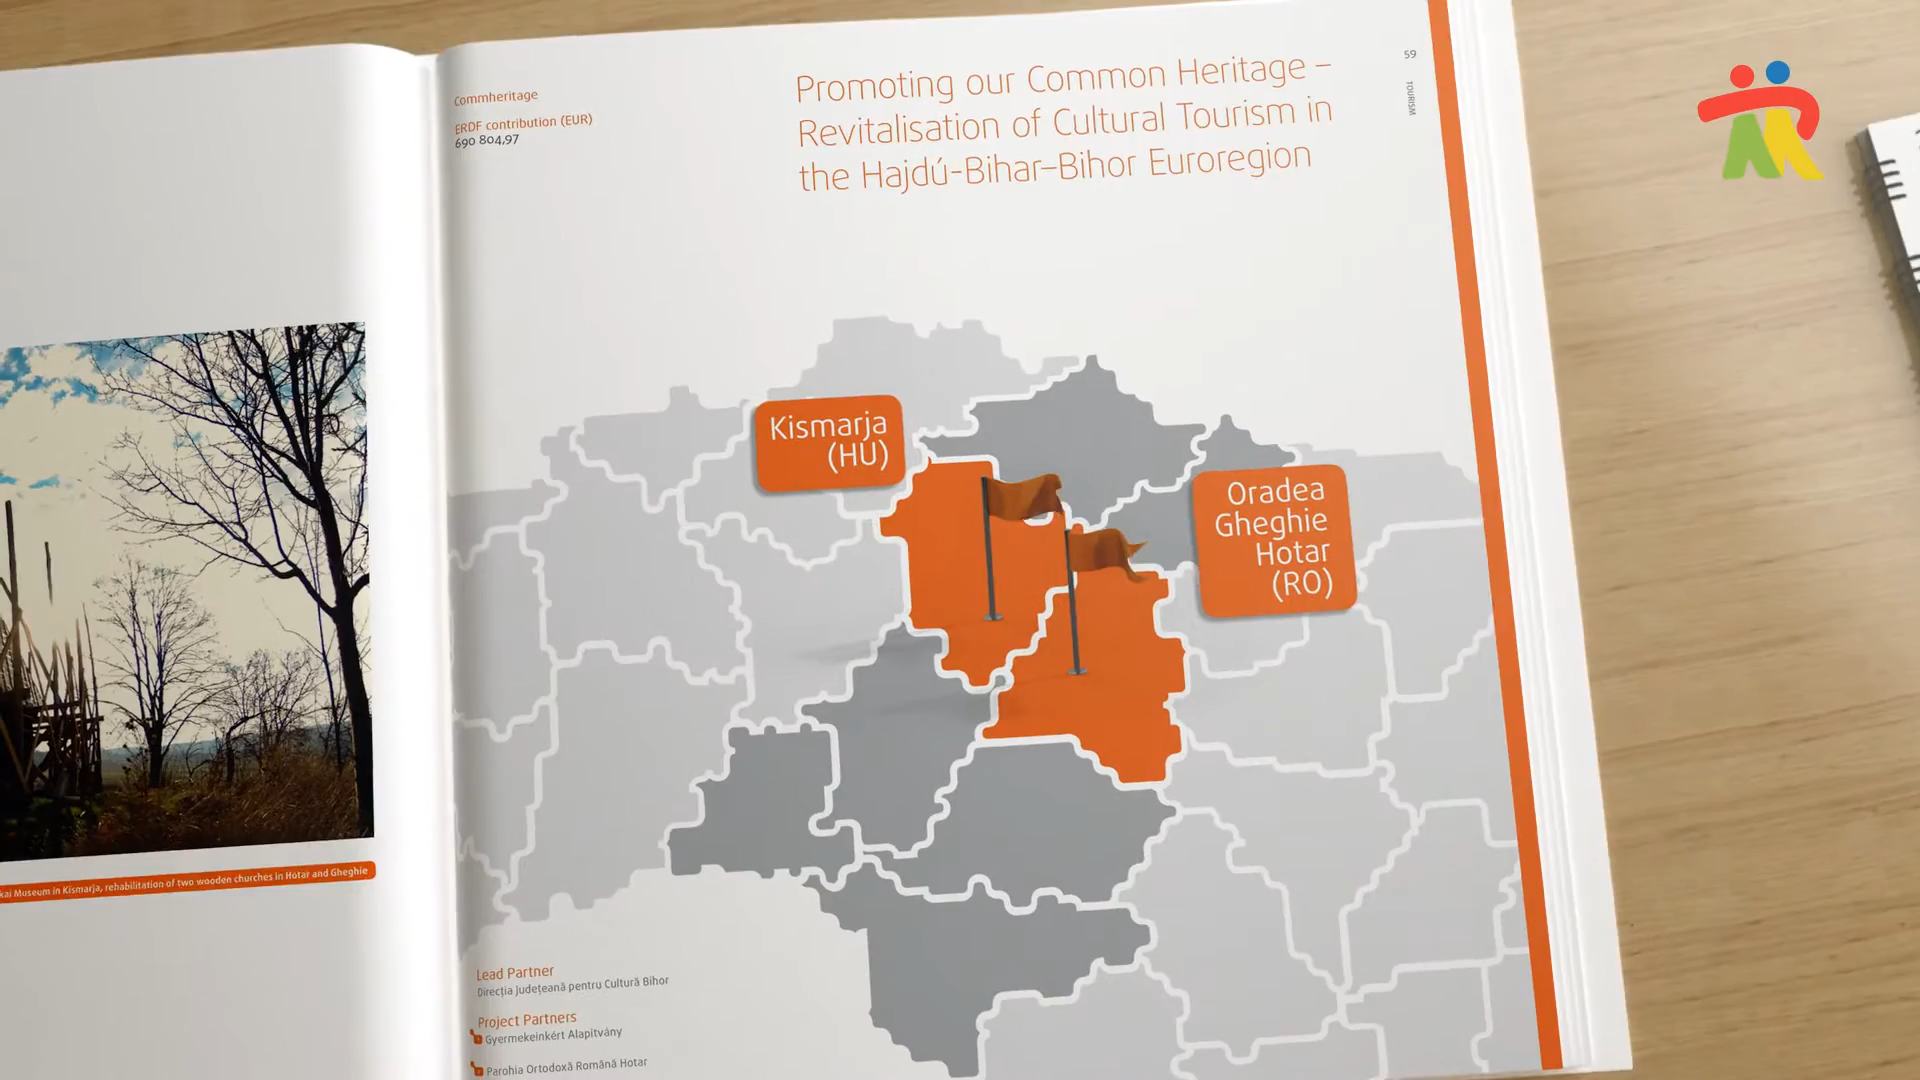 kai Museum in Kismarja, rehabilitation of two wooden churches in Hotar and Gheghie
Commheritage
ERDF contribution (EUR)
690 804,97
Promoting our Common Heritage –
Revitalisation of Cultural Tourism in
the Hajdú-Bihar–Bihor Euroregion
59
TOURISM
Kismarja
(HU)
Oradea
Gheghie
Hotar
(RO)
Lead Partner
Direcția Județeană pentru Cultură Bihor
Project Partners
Gyermekeinkért Alapítvány
Parohia Ortodoxă Română Hotar